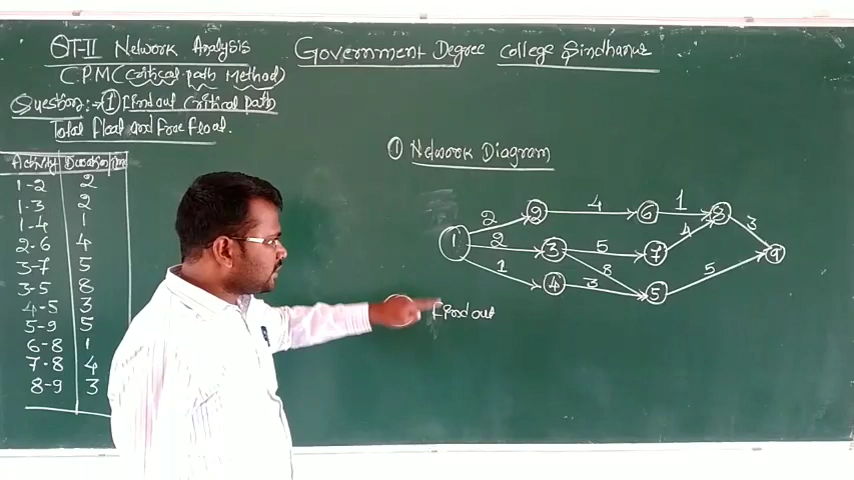 QT-II Network Analysis
Government Degree College Sindhanur
C.P.M (Critical path Method)
Question:-① Find out Critical path
Total float and Free float.
Activity Duration/Time
1-2 2
1-3 2
1-4 1
2-6 4
3-7 5
3-5 8
4-5 3
5-9 5
6-8 1
7-8 4
8-9 3
① Network Diagram
2 2 4 6 1 8
1 2 3 5 7 4 3 9
1 4 3 8 5 5
Find out